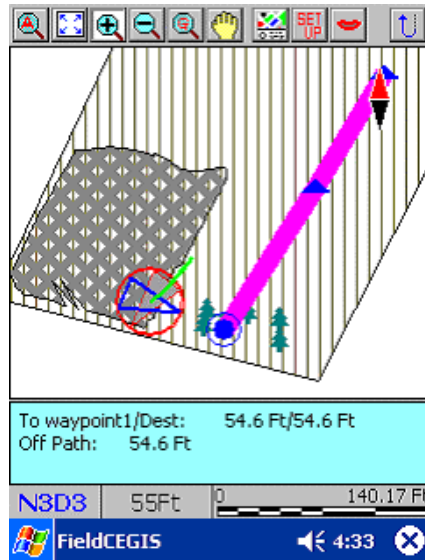 A
G
SET UP
To waypoint1/Dest: 54.6 Ft/54.6 Ft
Off Path: 54.6 Ft
N3D3 55Ft 0 140.17 Ft
FieldCEGIS 4:33